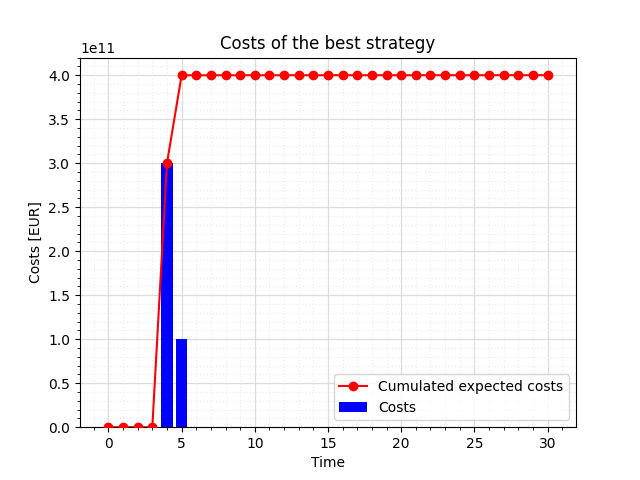 Costs of the best strategy
1e11
4.0
3.5
3.0
2.5
2.0
1.5
1.0
0.5
0.0
Costs [EUR]
0 5 10 15 20 25 30
Time
Cumulated expected costs
Costs